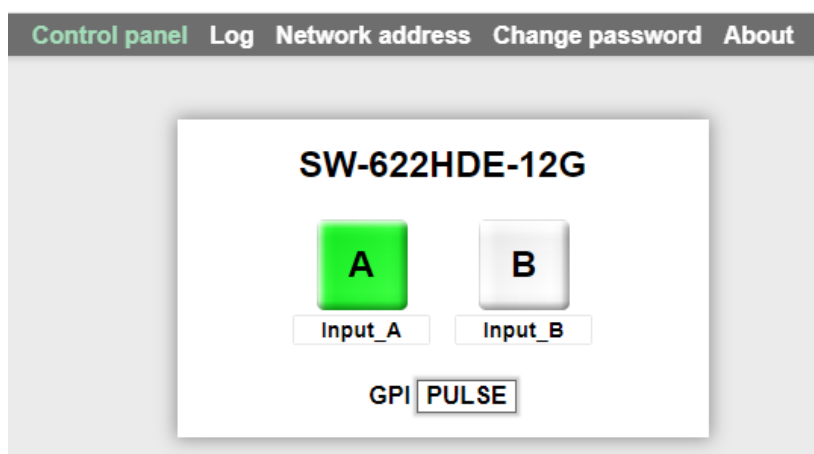 Control panel Log Network address Change password About
SW-622HDE-12G
A B
Input_A Input_B
GPI PULSE